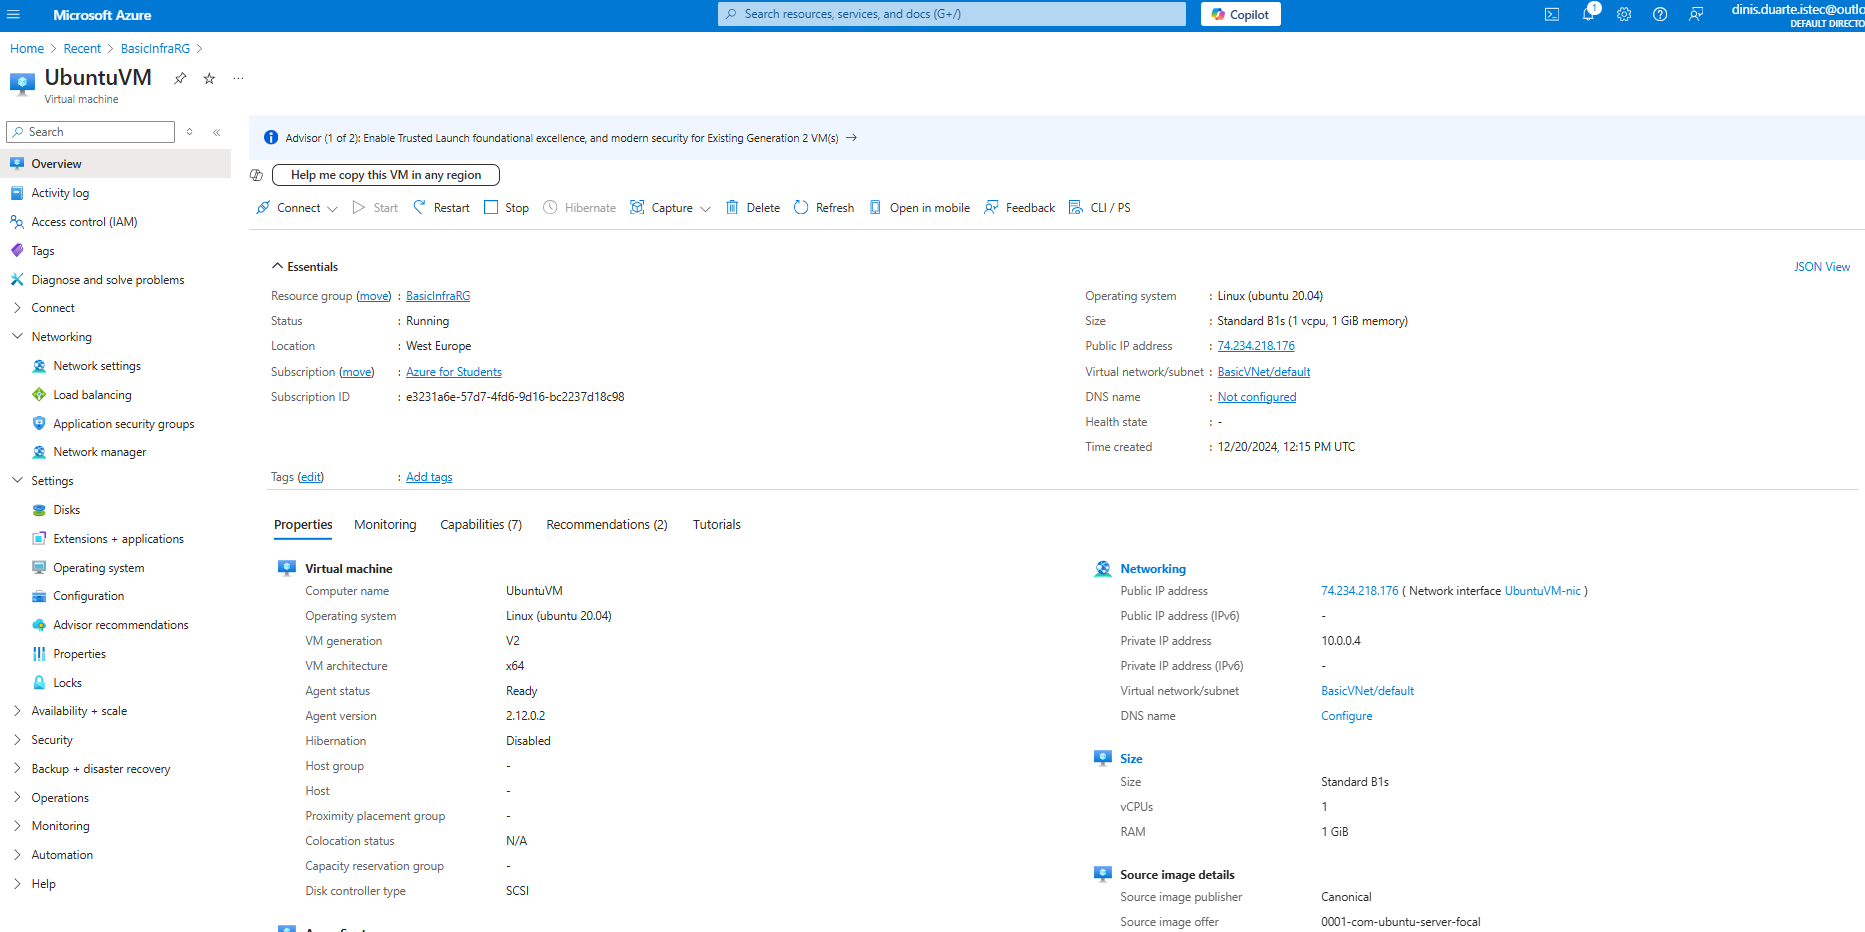 Microsoft Azure
Search resources, services, and docs (G+/)
Copilot
1
dinis.duarte.istec@outlo
DEFAULT DIRECTO
Home > Recent > BasicInfraRG >
UbuntuVM
Virtual machine
Search
Overview
Activity log
Access control (IAM)
Tags
Diagnose and solve problems
Connect
Networking
Network settings
Load balancing
Application security groups
Network manager
Settings
Disks
Extensions + applications
Operating system
Configuration
Advisor recommendations
Properties
Locks
Availability + scale
Security
Backup + disaster recovery
Operations
Monitoring
Automation
Help
Advisor (1 of 2): Enable Trusted Launch foundational excellence, and modern security for Existing Generation 2 VM(s) →
Help me copy this VM in any region
Connect Start Restart Stop Hibernate Capture Delete Refresh Open in mobile Feedback CLI / PS
Essentials
JSON View
Resource group (move) : BasicInfraRG
Status : Running
Location : West Europe
Subscription (move) : Azure for Students
Subscription ID : e3231a6e-57d7-4fd6-9d16-bc2237d18c98
Operating system : Linux (ubuntu 20.04)
Size : Standard B1s (1 vcpu, 1 GiB memory)
Public IP address : 74.234.218.176
Virtual network/subnet : BasicVNet/default
DNS name : Not configured
Health state : -
Time created : 12/20/2024, 12:15 PM UTC
Tags (edit) : Add tags
Properties Monitoring Capabilities (7) Recommendations (2) Tutorials
Virtual machine
Computer name UbuntuVM
Operating system Linux (ubuntu 20.04)
VM generation V2
VM architecture x64
Agent status Ready
Agent version 2.12.0.2
Hibernation Disabled
Host group -
Host -
Proximity placement group -
Colocation status N/A
Capacity reservation group -
Disk controller type SCSI
Networking
Public IP address 74.234.218.176 ( Network interface UbuntuVM-nic )
Public IP address (IPv6) -
Private IP address 10.0.0.4
Private IP address (IPv6) -
Virtual network/subnet BasicVNet/default
DNS name Configure
Size
Size Standard B1s
vCPUs 1
RAM 1 GiB
Source image details
Source image publisher Canonical
Source image offer 0001-com-ubuntu-server-focal